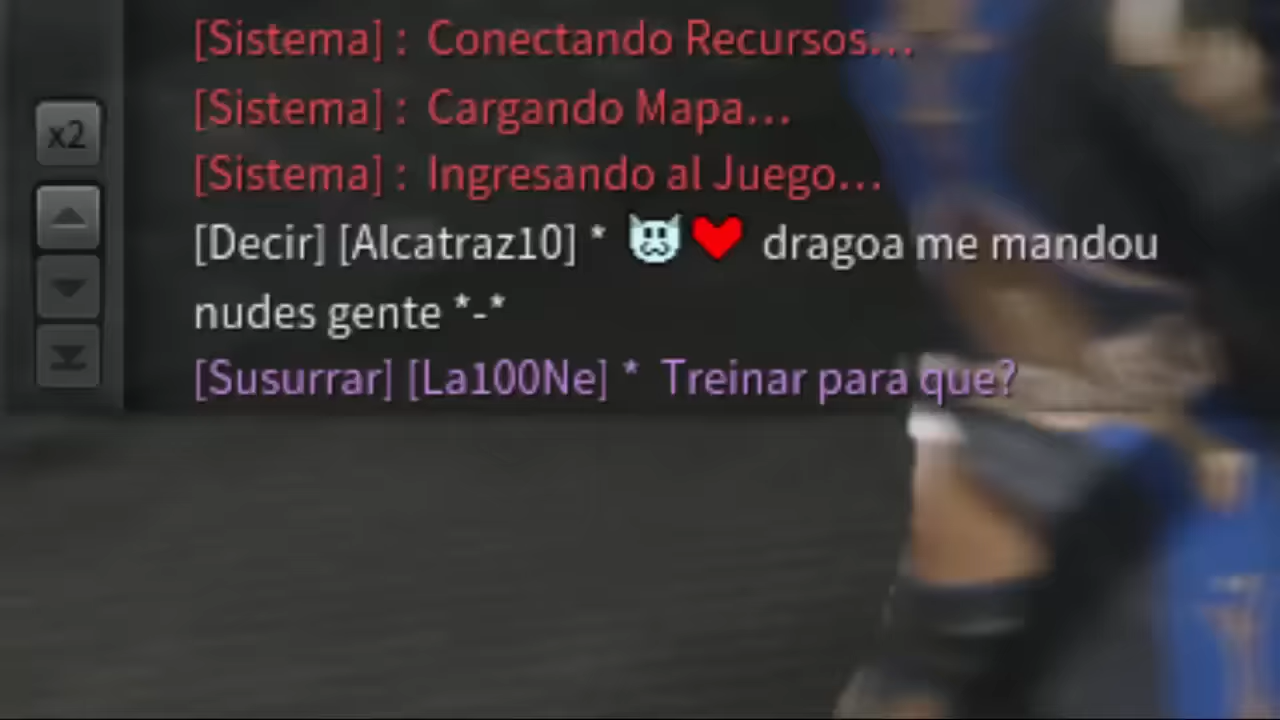 [Sistema] : Conectando Recursos...
[Sistema] : Cargando Mapa...
[Sistema] : Ingresando al Juego...
[Decir] [Alcatraz10] * dragoa me mandou
nudes gente *-*
[Susurrar] [La100Ne] * Treinar para que?
x2